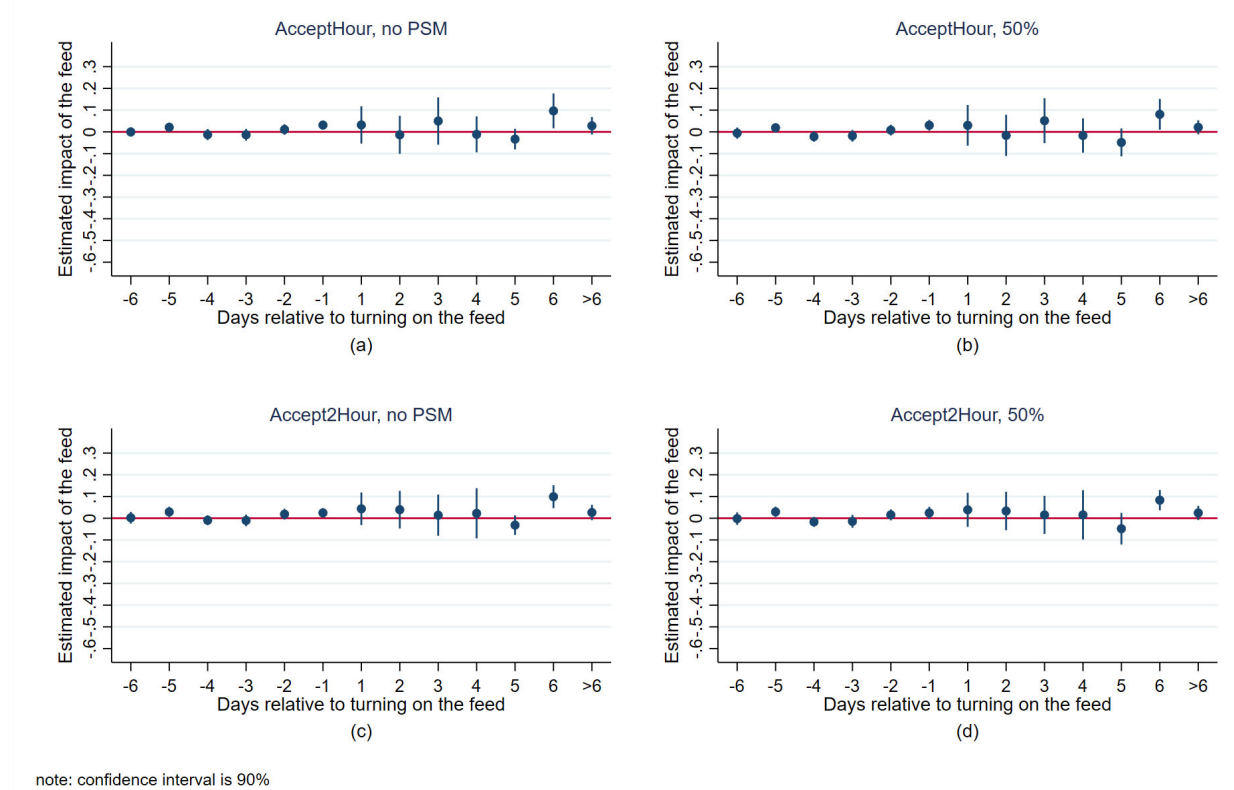 AcceptHour, no PSM
Estimated impact of the feed
.3
.2
.1
0
-.1
-.2
-.3
-.4
-.5
-.6
-6 -5 -4 -3 -2 -1 1 2 3 4 5 6 >6
Days relative to turning on the feed
(a)
AcceptHour, 50%
Estimated impact of the feed
.3
.2
.1
0
-.1
-.2
-.3
-.4
-.5
-.6
-6 -5 -4 -3 -2 -1 1 2 3 4 5 6 >6
Days relative to turning on the feed
(b)
Accept2Hour, no PSM
Estimated impact of the feed
.3
.2
.1
0
-.1
-.2
-.3
-.4
-.5
-.6
-6 -5 -4 -3 -2 -1 1 2 3 4 5 6 >6
Days relative to turning on the feed
(c)
Accept2Hour, 50%
Estimated impact of the feed
.3
.2
.1
0
-.1
-.2
-.3
-.4
-.5
-.6
-6 -5 -4 -3 -2 -1 1 2 3 4 5 6 >6
Days relative to turning on the feed
(d)
note: confidence interval is 90%